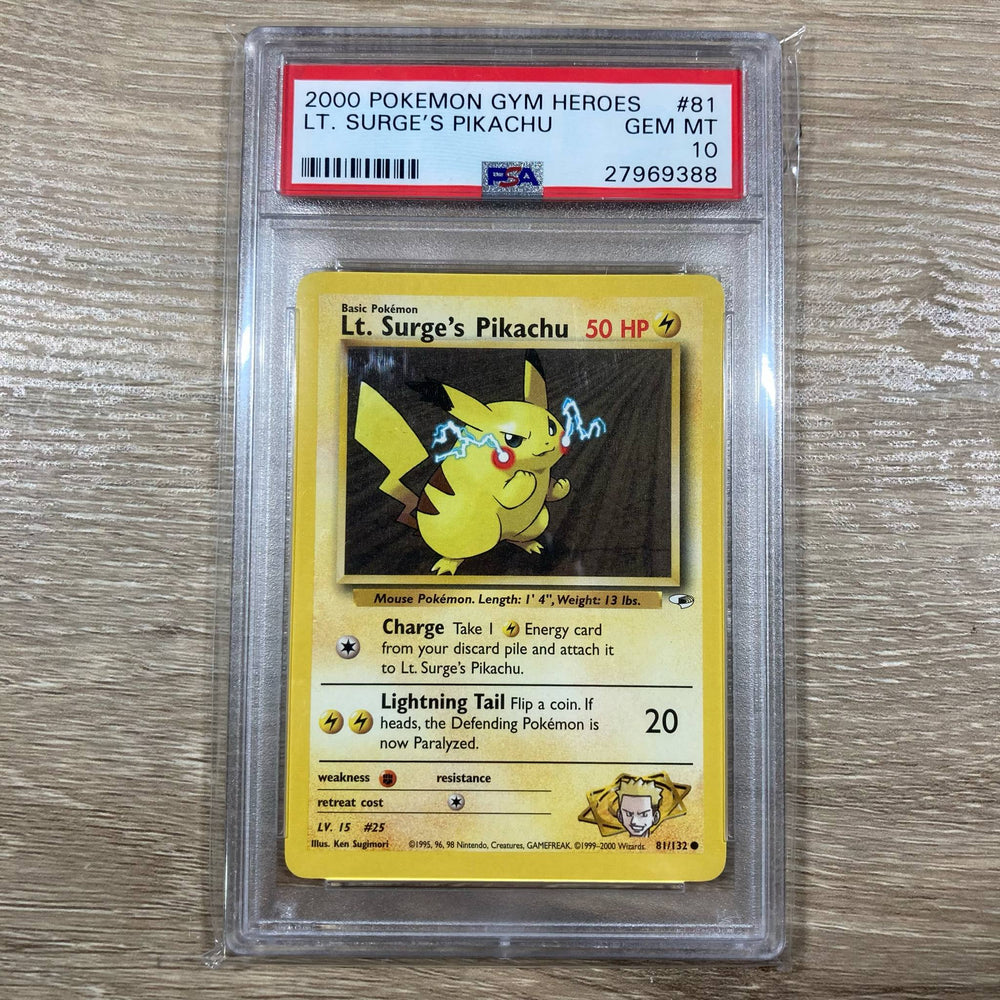 2000 POKEMON GYM HEROES #81
LT. SURGE'S PIKACHU GEM MT
10
PSA 27969388
Basic Pokémon
Lt. Surge's Pikachu 50 HP
Mouse Pokémon. Length: 1' 4", Weight: 13 lbs.
Charge Take 1 Energy card
from your discard pile and attach it
to Lt. Surge's Pikachu.
Lightning Tail Flip a coin. If
heads, the Defending Pokémon is 20
now Paralyzed.
weakness resistance
retreat cost
LV. 15 #25
Illus. Ken Sugimori ©1995, 96, 98 Nintendo, Creatures, GAMEFREAK. ©1999-2000 Wizards. 81/132